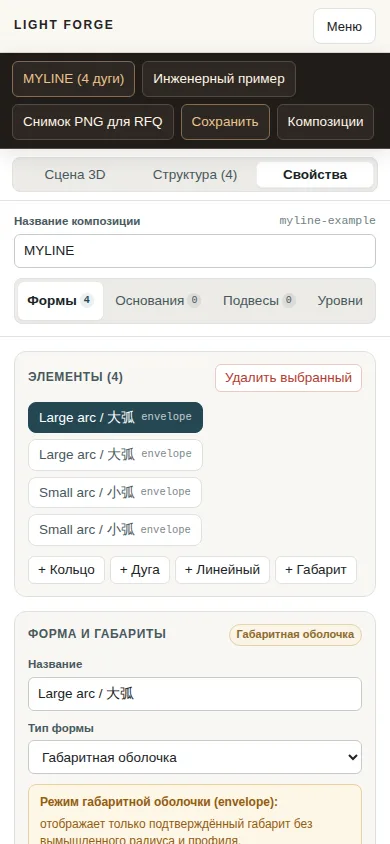 LIGHT FORGE
Меню
MYLINE (4 дуги) Инженерный пример
Снимок PNG для RFQ Сохранить Композиции
Сцена 3D Структура (4) Свойства
Название композиции myline-example
MYLINE
Формы 4 Основания 0 Подвесы 0 Уровни
ЭЛЕМЕНТЫ (4) Удалить выбранный
Large arc / 大弧 envelope
Large arc / 大弧 envelope
Small arc / 小弧 envelope
Small arc / 小弧 envelope
+ Кольцо + Дуга + Линейный + Габарит
ФОРМА И ГАБАРИТЫ Габаритная оболочка
Название
Large arc / 大弧
Тип формы
Габаритная оболочка
Режим габаритной оболочки (envelope):
отображает только подтверждённый габарит без
вымышленного радиуса и профиля.